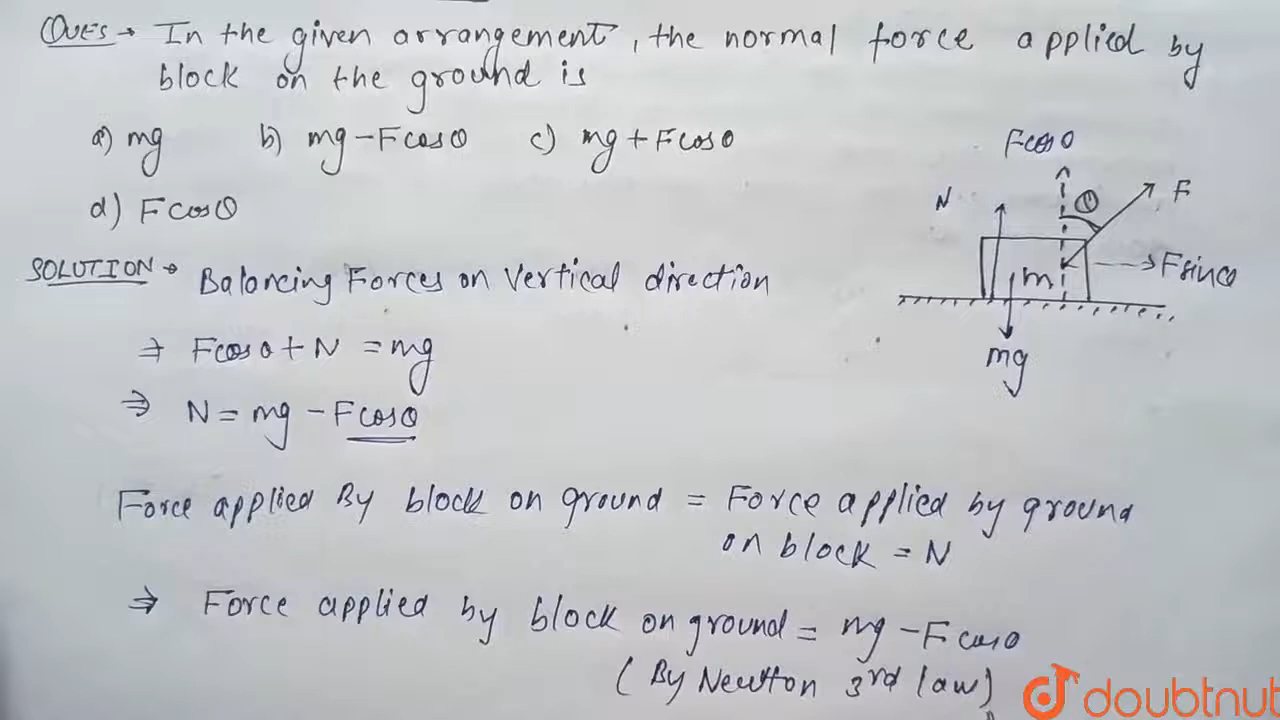 QUES → In the given arrangement, the normal force applied by
block on the ground is
a) mg b) mg - Fcosθ c) mg + Fcosθ
d) Fcosθ
Fcosθ
N
θ
F
m
Fsinθ
mg
SOLUTION → Balancing Forces on Vertical direction
⇒ Fcosθ + N = mg
⇒ N = mg - Fcosθ
Force applied By block on ground = Force applied by ground
on block = N
⇒ Force applied by block on ground = mg - Fcosθ
(By Newton 3rd law)
doubtnut